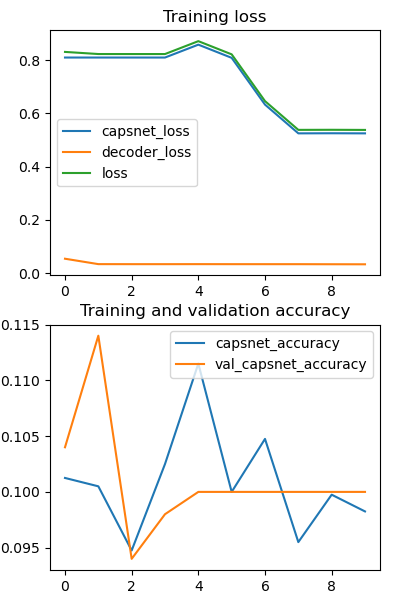 Training loss
0.8
0.6
0.4
0.2
0.0
capsnet_loss
decoder_loss
loss
0 2 4 6 8
Training and validation accuracy
0.115
0.110
0.105
0.100
0.095
capsnet_accuracy
val_capsnet_accuracy
0 2 4 6 8